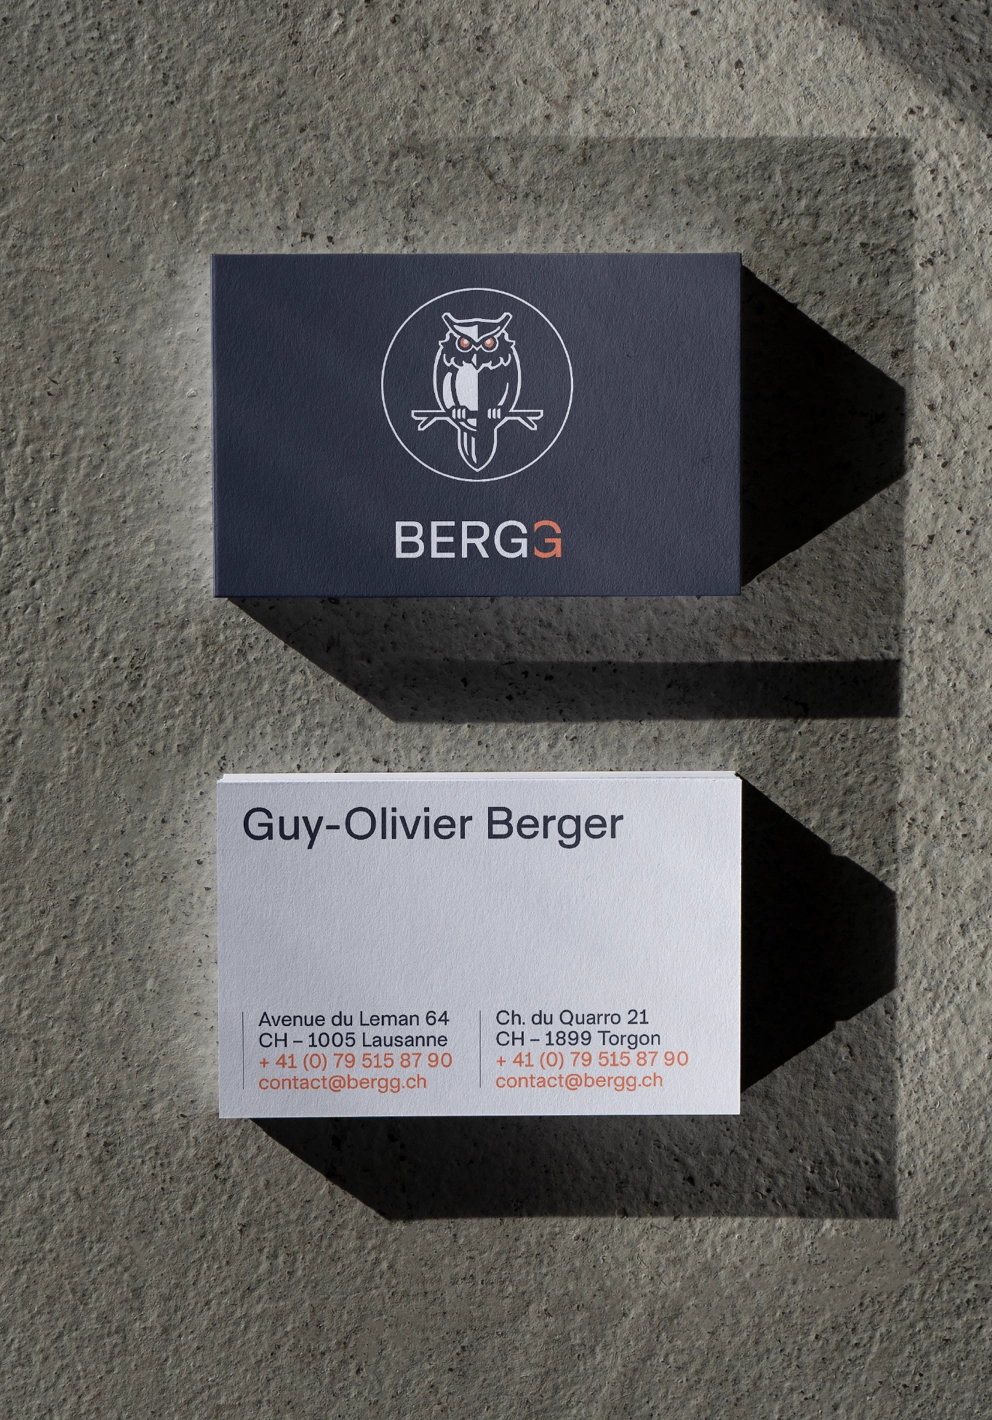 BERGG
Guy-Olivier Berger
Avenue du Leman 64
CH – 1005 Lausanne
+ 41 (0) 79 515 87 90
contact@bergg.ch
Ch. du Quarro 21
CH – 1899 Torgon
+ 41 (0) 79 515 87 90
contact@bergg.ch